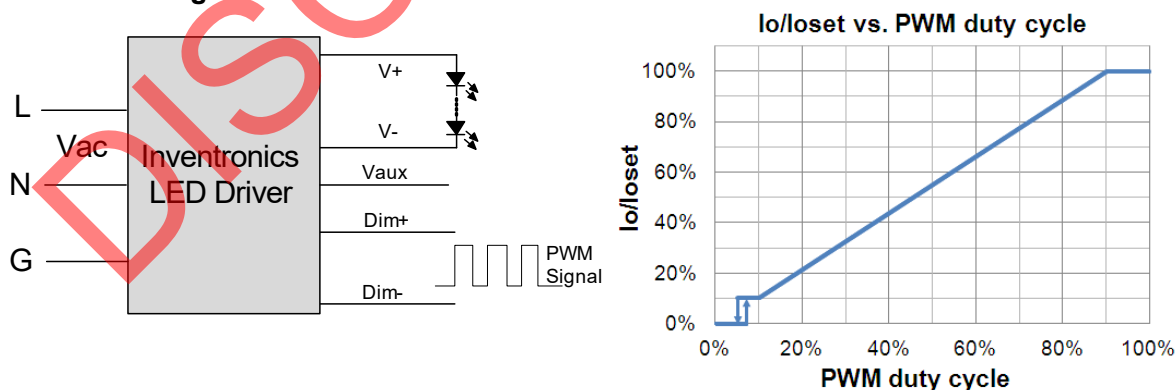 L
Vac
N
G
Inventronics
LED Driver
V+
V-
Vaux
Dim+
Dim-
PWM
Signal
DISC
Io/Ioset vs. PWM duty cycle
Io/Ioset
100%
80%
60%
40%
20%
0%
0%
20%
40%
60%
80%
100%
PWM duty cycle